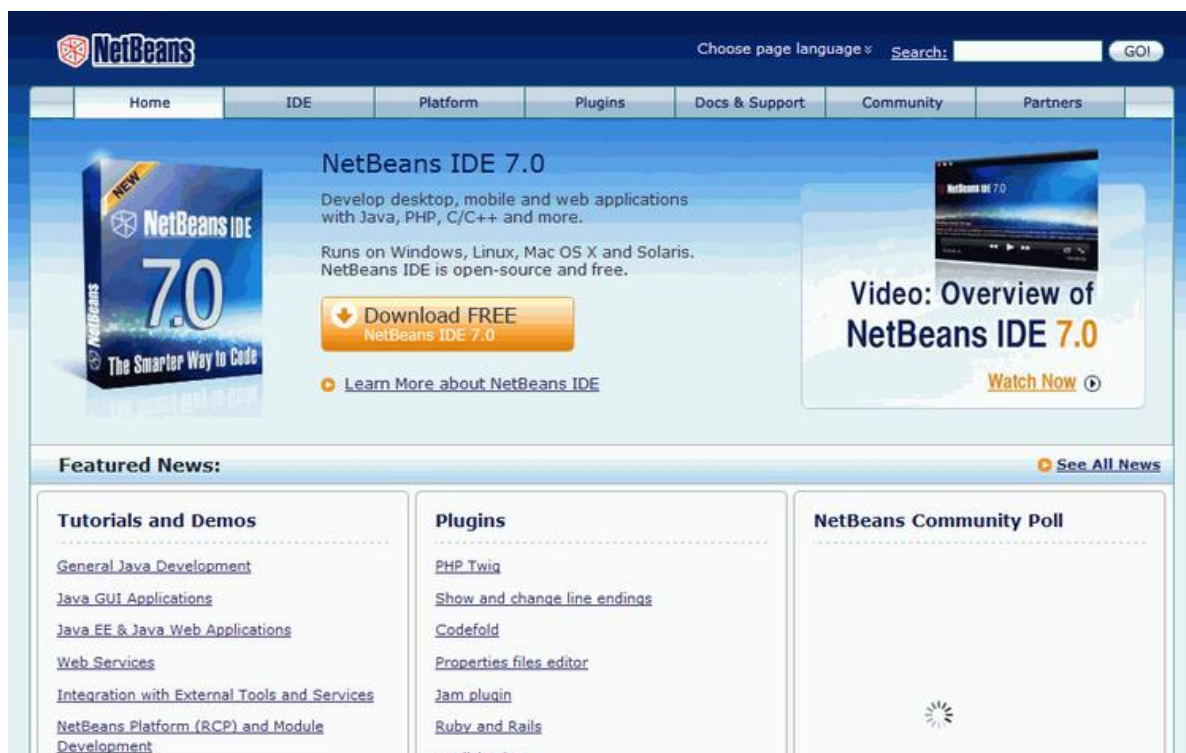 NetBeans
Choose page language
Search:
GO!
Home
IDE
Platform
Plugins
Docs & Support
Community
Partners
NEW
NetBeans IDE
7.0
The Smarter Way to Code
NetBeans
NetBeans IDE 7.0
Develop desktop, mobile and web applications
with Java, PHP, C/C++ and more.
Runs on Windows, Linux, Mac OS X and Solaris.
NetBeans IDE is open-source and free.
Download FREE
NetBeans IDE 7.0
Learn More about NetBeans IDE
NetBeans IDE 7.0
Video: Overview of
NetBeans IDE 7.0
Watch Now
Featured News:
See All News
Tutorials and Demos
General Java Development
Java GUI Applications
Java EE & Java Web Applications
Web Services
Integration with External Tools and Services
NetBeans Platform (RCP) and Module
Development
Plugins
PHP Twig
Show and change line endings
Codefold
Properties files editor
Jam plugin
Ruby and Rails
NetBeans Community Poll